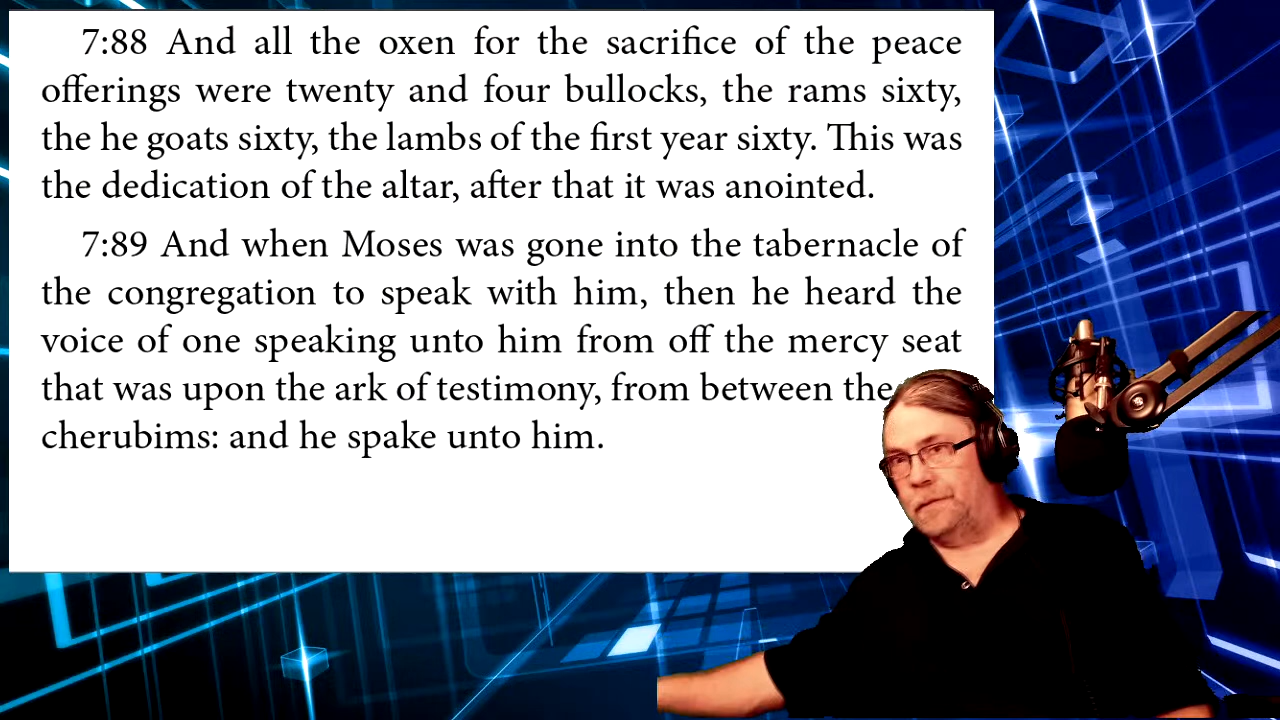 7:88 And all the oxen for the sacrifice of the peace
offerings were twenty and four bullocks, the rams sixty,
the he goats sixty, the lambs of the first year sixty. This was
the dedication of the altar, after that it was anointed.
7:89 And when Moses was gone into the tabernacle of
the congregation to speak with him, then he heard the
voice of one speaking unto him from off the mercy seat
that was upon the ark of testimony, from between the
cherubims: and he spake unto him.